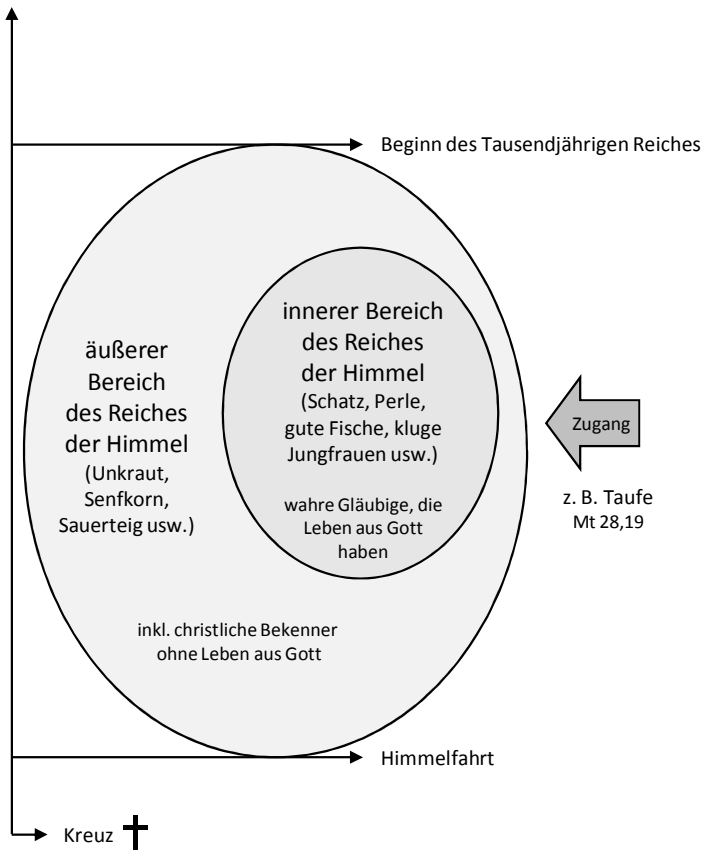 Beginn des Tausendjährigen Reiches
äußerer
Bereich
des Reiches
der Himmel
(Unkraut,
Senfkorn,
Sauerteig usw.)
innerer Bereich
des Reiches
der Himmel
(Schatz, Perle,
gute Fische, kluge
Jungfrauen usw.)
wahre Gläubige, die
Leben aus Gott
haben
Zugang
z. B. Taufe
Mt 28,19
inkl. christliche Bekenner
ohne Leben aus Gott
Himmelfahrt
Kreuz